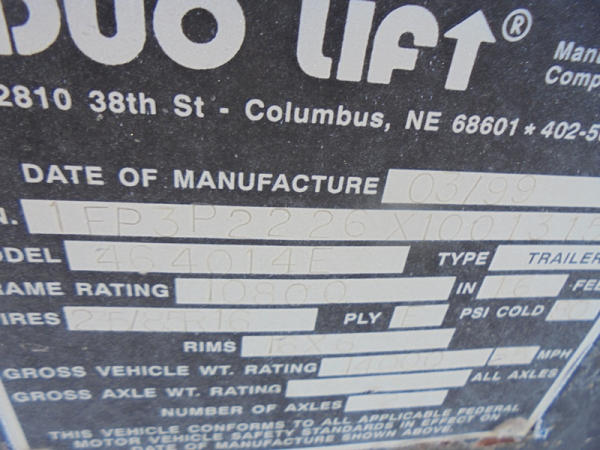 DUO LIFT®
Manu
Comp
2810 38th St - Columbus, NE 68601 * 402-5
DATE OF MANUFACTURE 03/99
N. 1FP3P2226X100131
ODEL 464014E TYPE TRAILER
RAME RATING 10800 IN 16 FEE
IRES PLY E PSI COLD
RIMS 16X6
GROSS VEHICLE WT. RATING 14000 MPH
GROSS AXLE WT. RATING ALL AXLES
NUMBER OF AXLES
THIS VEHICLE CONFORMS TO ALL APPLICABLE FEDERAL
MOTOR VEHICLE SAFETY STANDARDS IN EFFECT ON
DATE OF MANUFACTURE SHOWN ABOVE.